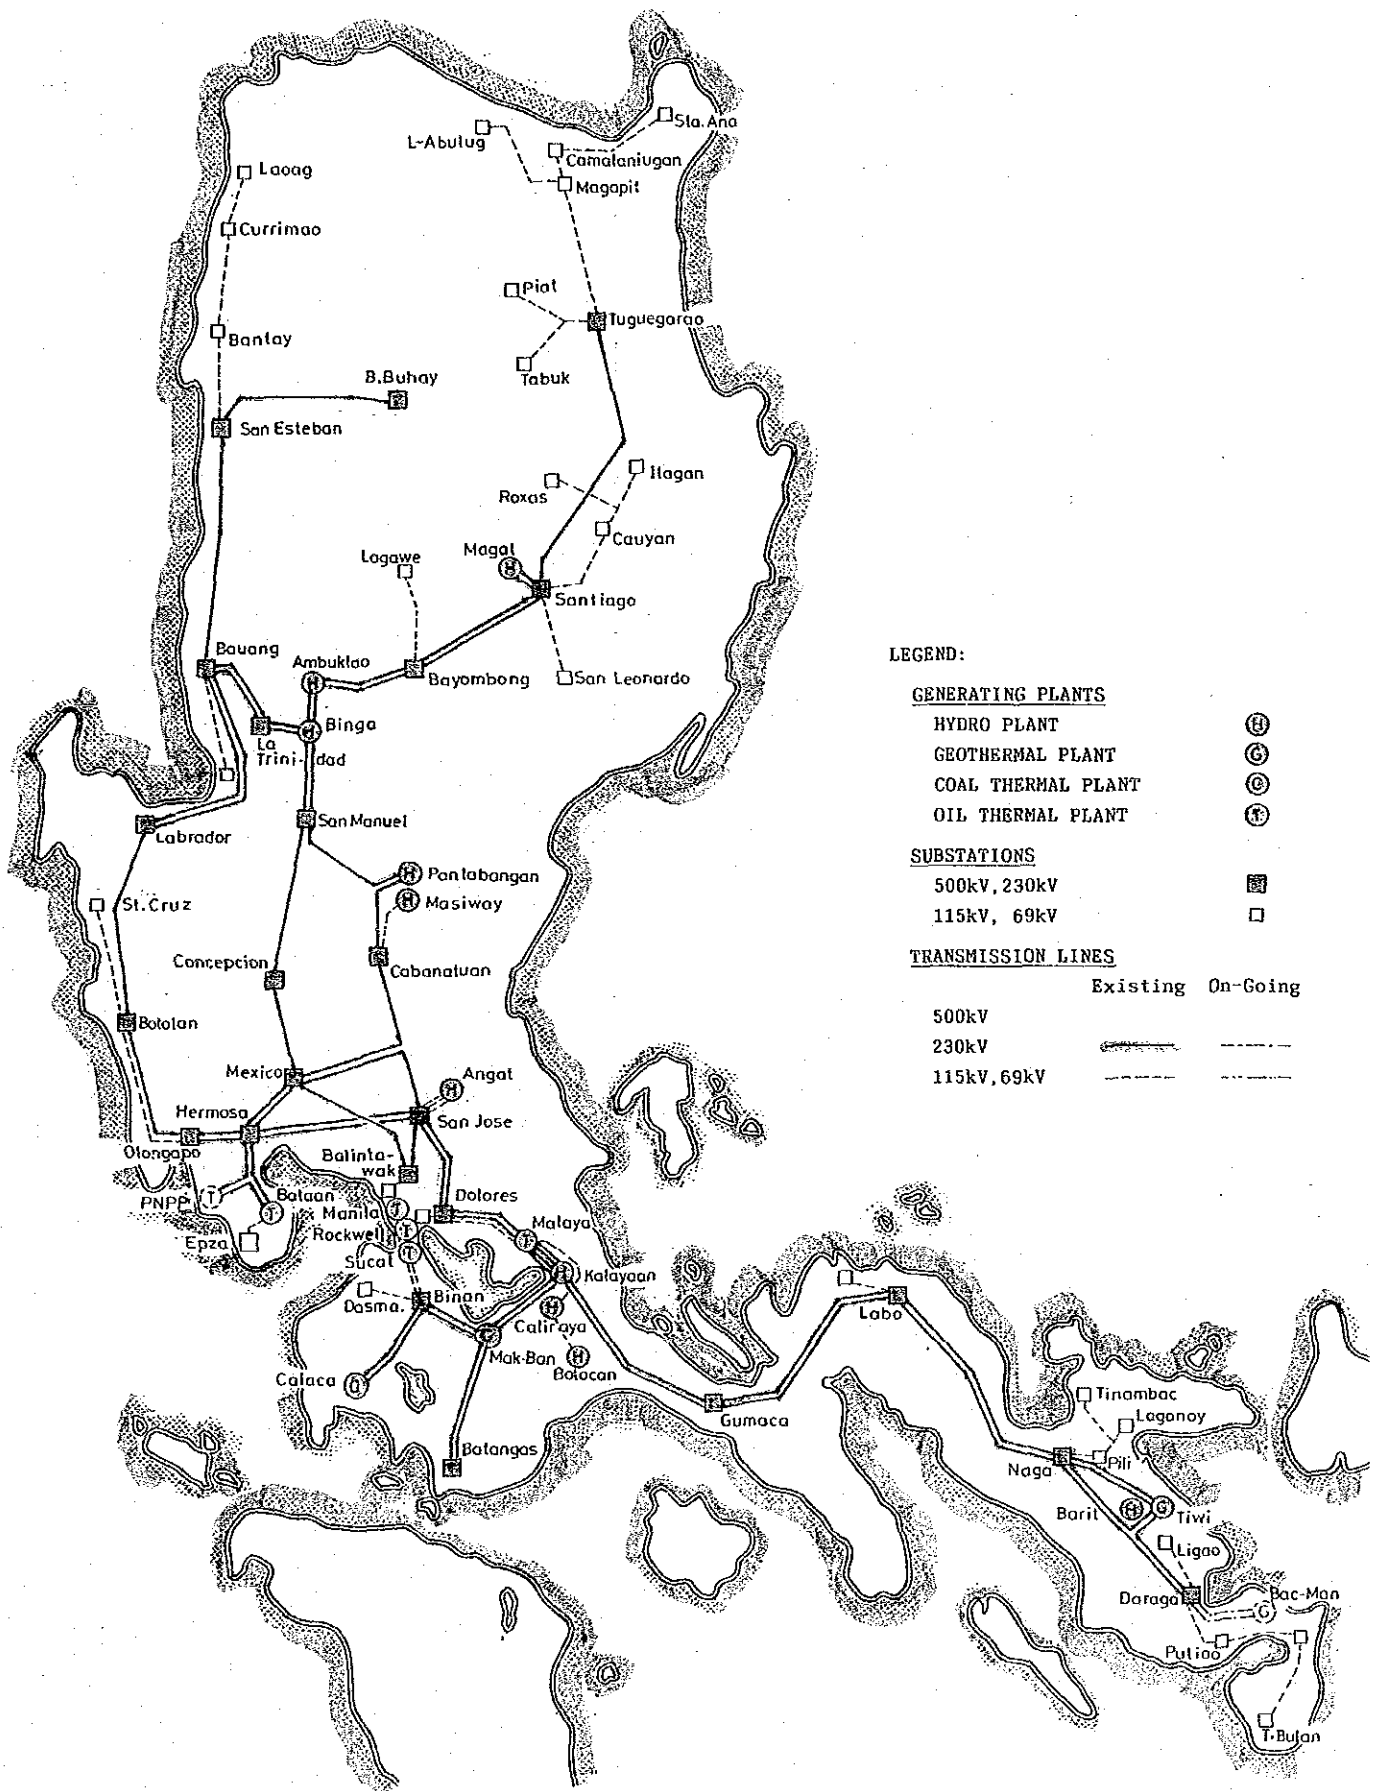 Sta. Ana
L-Abulug
Camalaniugan
Laoag
Magapit
Currimao
Piat
Tuguegarao
Bantay
Tabuk
B. Buhay
San Esteban
Ilagan
Roxas
Cauyan
Magat
Lagawe
Santiago
Bauang
Ambuklao
Bayombong
San Leonardo
Binga
La
Trini-dad
San Manuel
Labrador
Pantabangan
St. Cruz
Masiway
Concepcion
Cabanatuan
Botolan
Mexico
Angat
Hermosa
San Jose
Olongapo
Balinta-
wak
PNPP
Bataan
Manila
Dolores
Epza
Rockwell
Malaya
Sucat
Kalayaan
Dasma.
Binan
Labo
Caliraya
Mak-Ban
Botocan
Calaca
Gumaca
Tinambac
Lagonoy
Batangas
Naga
Pili
Barit
Tiwi
Ligao
Daraga
Bac-Man
Putiao
T. Bulan
LEGEND:
GENERATING PLANTS
HYDRO PLANT H
GEOTHERMAL PLANT G
COAL THERMAL PLANT C
OIL THERMAL PLANT T
SUBSTATIONS
500kV, 230kV
115kV, 69kV
TRANSMISSION LINES
Existing On-Going
500kV
230kV
115kV, 69kV